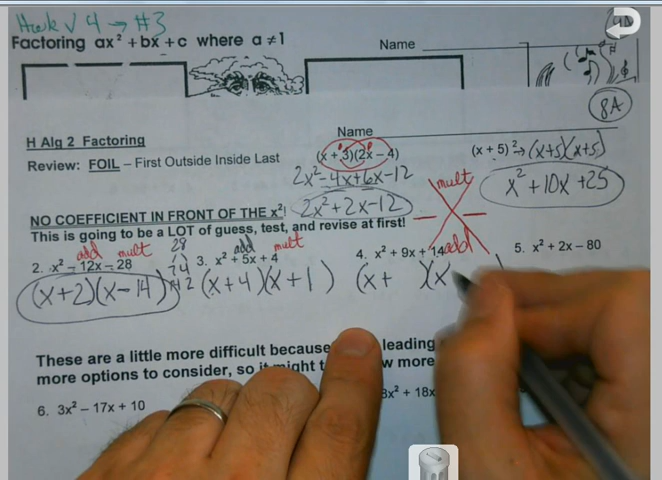 Hwk √ 4 → #3
Factoring ax² + bx + c where a ≠ 1
Name
8A
H Alg 2 Factoring
Name
Review: FOIL – First Outside Inside Last
(x + 3)(2x – 4)
2x² - 4x + 6x - 12
2x² + 2x - 12
(x + 5)² → (x+5)(x+5)
x² + 10x + 25
mult
add
NO COEFFICIENT IN FRONT OF THE x²!
This is going to be a LOT of guess, test, and revise at first!
add mult 28
2. x² – 12x – 28
(x+2)(x-14)
add mult
3. x² + 5x + 4
(x+4)(x+1)
4. x² + 9x + 14
(x+ )(x
5. x² + 2x – 80
These are a little more difficult because leading
more options to consider, so it might more
6. 3x² – 17x + 10
x² + 18x